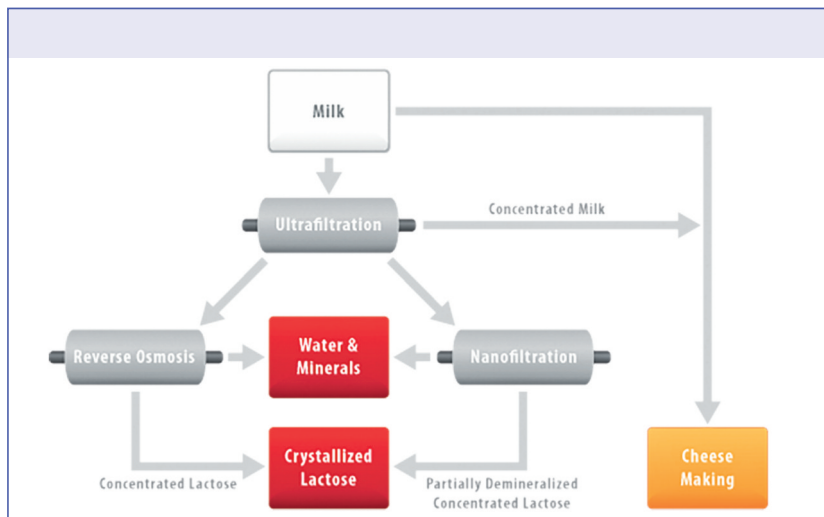 Milk
Ultrafiltration
Concentrated Milk
Reverse Osmosis
Water &
Minerals
Nanofiltration
Crystallized
Lactose
Concentrated Lactose
Partially Demineralized
Concentrated Lactose
Cheese
Making